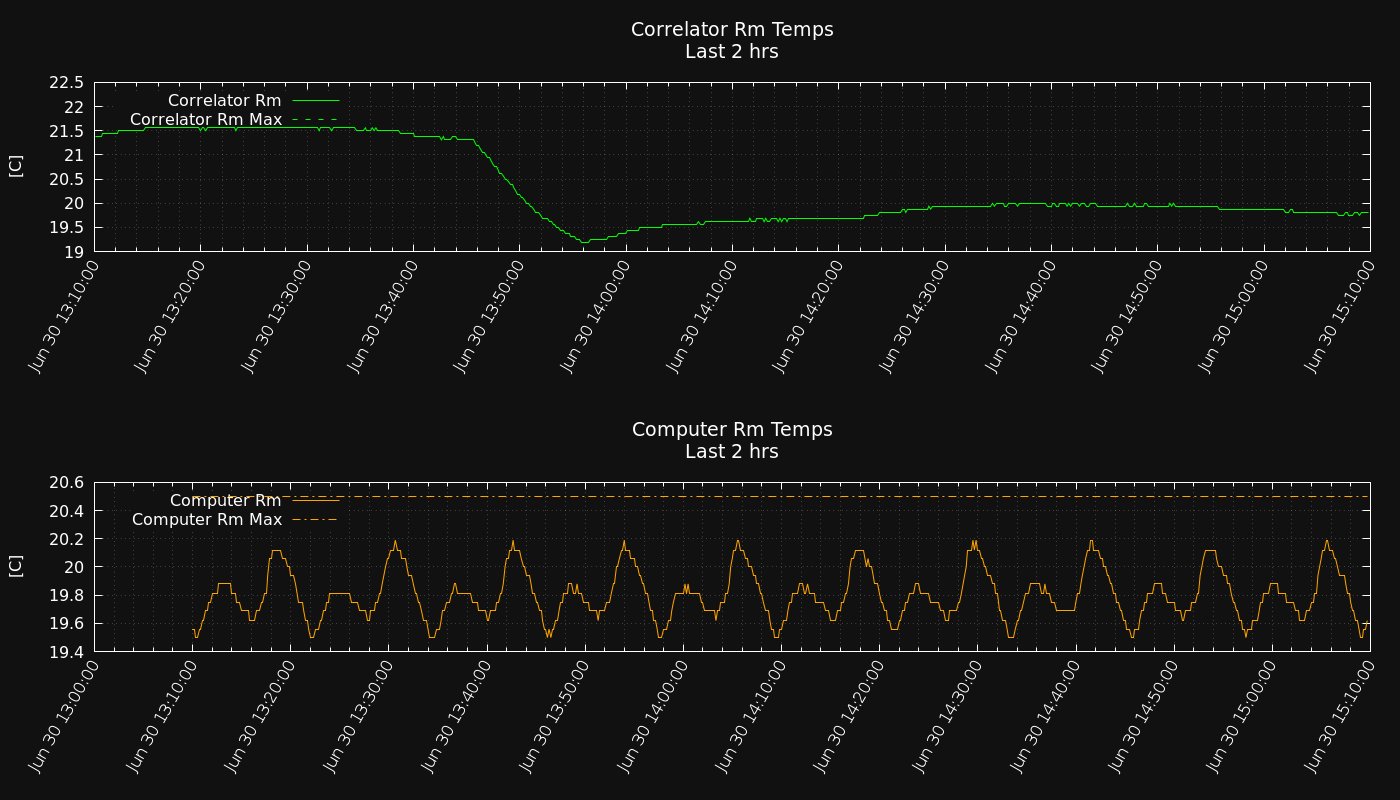 Correlator Rm Temps
Last 2 hrs
22.5
22
21.5
21
20.5
20
19.5
19
[C]
Correlator Rm
Correlator Rm Max
Jun 30 13:10:00
Jun 30 13:20:00
Jun 30 13:30:00
Jun 30 13:40:00
Jun 30 13:50:00
Jun 30 14:00:00
Jun 30 14:10:00
Jun 30 14:20:00
Jun 30 14:30:00
Jun 30 14:40:00
Jun 30 14:50:00
Jun 30 15:00:00
Jun 30 15:10:00
Computer Rm Temps
Last 2 hrs
20.6
20.4
20.2
20
19.8
19.6
19.4
[C]
Computer Rm
Computer Rm Max
Jun 30 13:00:00
Jun 30 13:10:00
Jun 30 13:20:00
Jun 30 13:30:00
Jun 30 13:40:00
Jun 30 13:50:00
Jun 30 14:00:00
Jun 30 14:10:00
Jun 30 14:20:00
Jun 30 14:30:00
Jun 30 14:40:00
Jun 30 14:50:00
Jun 30 15:00:00
Jun 30 15:10:00